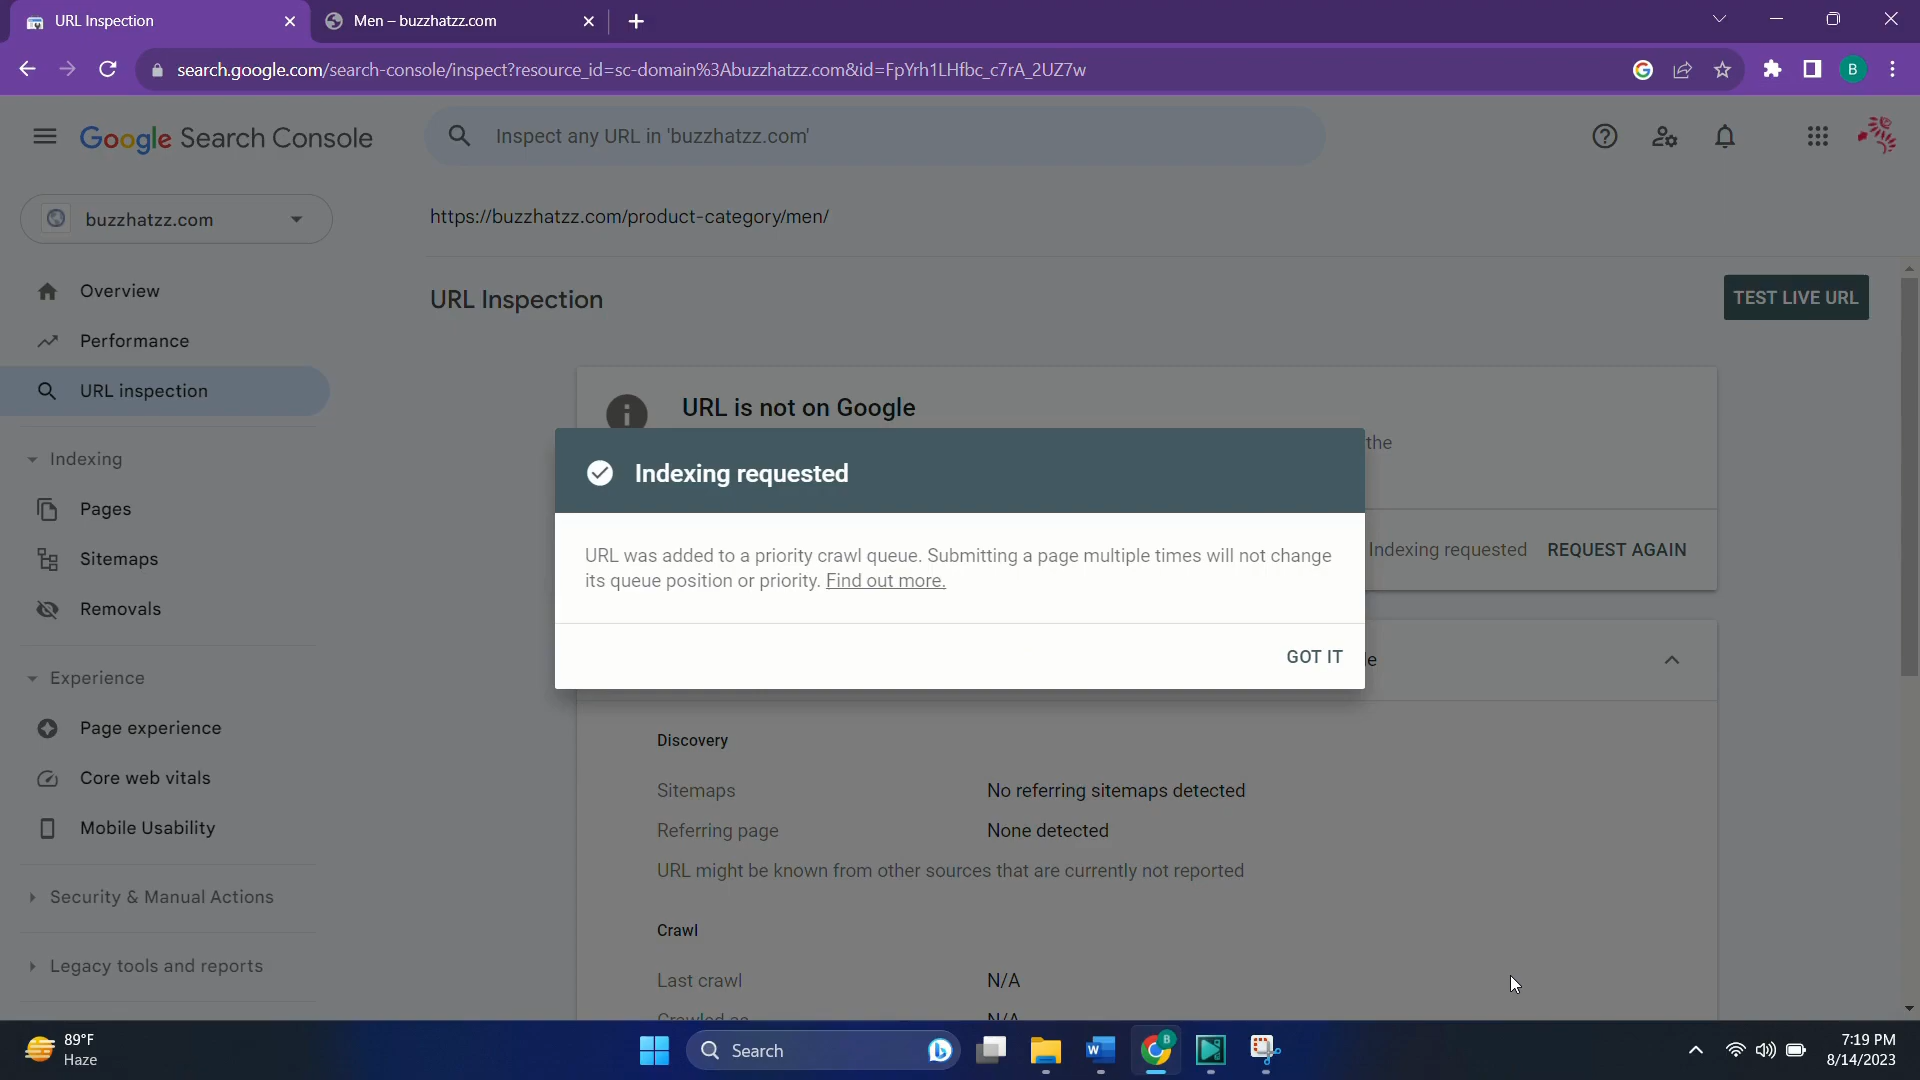 URL Inspection
Men – buzzhatzz.com
search.google.com/search-console/inspect?resource_id=sc-domain%3Abuzzhatzz.com&id=FpYrh1LHfbc_c7rA_2UZ7w
B
Google Search Console
Inspect any URL in 'buzzhatzz.com'
buzzhatzz.com
https://buzzhatzz.com/product-category/men/
Overview
Performance
URL inspection
Indexing
Pages
Sitemaps
Removals
Experience
Page experience
Core web vitals
Mobile Usability
Security & Manual Actions
Legacy tools and reports
URL Inspection
TEST LIVE URL
URL is not on Google
the
Indexing requested
URL was added to a priority crawl queue. Submitting a page multiple times will not change
its queue position or priority. Find out more.
GOT IT
Indexing requested
REQUEST AGAIN
Discovery
Sitemaps
No referring sitemaps detected
Referring page
None detected
URL might be known from other sources that are currently not reported
Crawl
Last crawl
N/A
Crawled as
N/A
89°F
Haze
Search
7:19 PM
8/14/2023